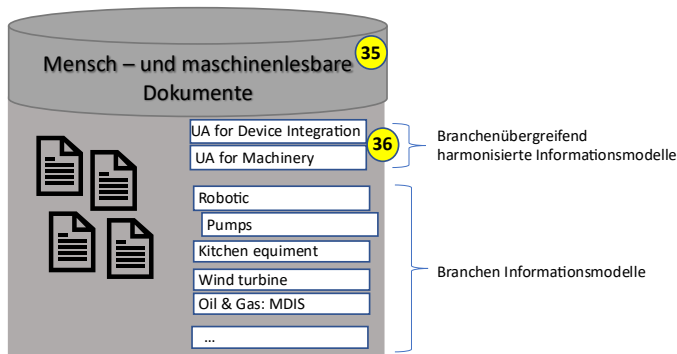 35
Mensch – und maschinenlesbare
Dokumente
UA for Device Integration
36
UA for Machinery
Branchenübergreifend
harmonisierte Informationsmodelle
Robotic
Pumps
Kitchen equiment
Wind turbine
Oil & Gas: MDIS
...
Branchen Informationsmodelle